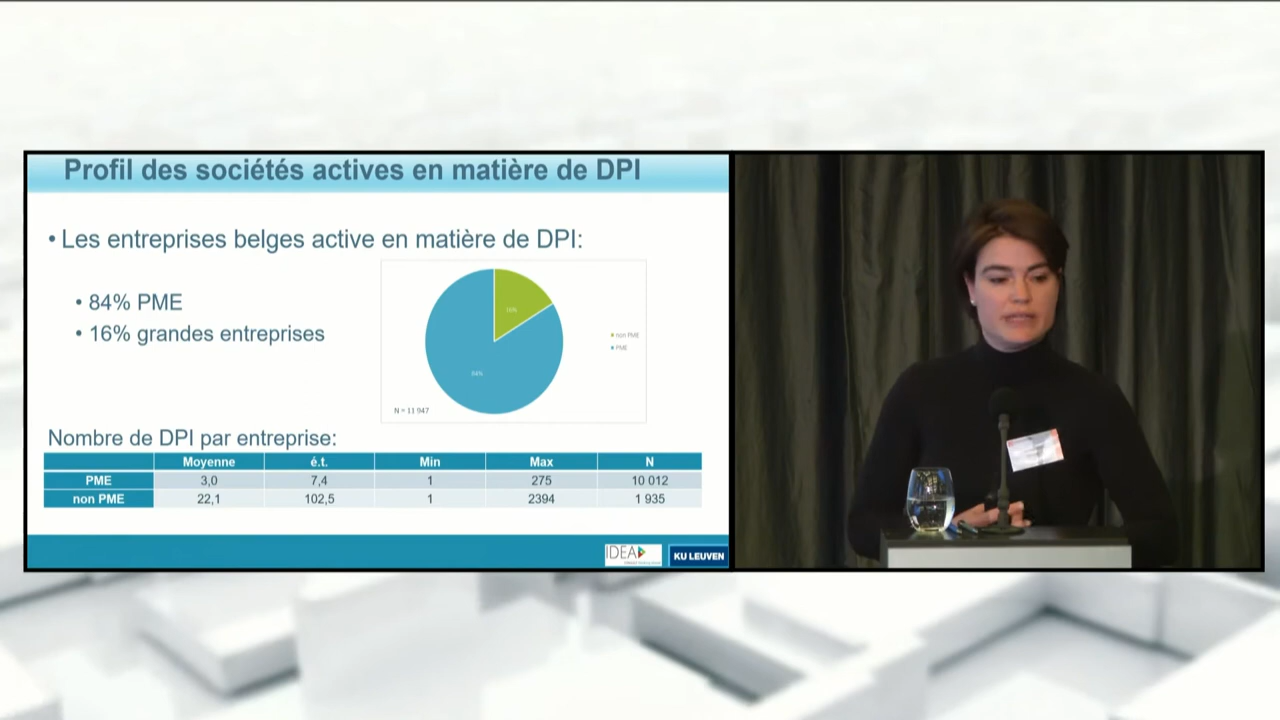 Profil des sociétés actives en matière de DPI
• Les entreprises belges active en matière de DPI:
• 84% PME
• 16% grandes entreprises
16%
84%
non PME
PME
N = 11 947
Nombre de DPI par entreprise:
Moyenne é.t. Min Max N
PME 3,0 7,4 1 275 10 012
non PME 22,1 102,5 1 2394 1 935
IDEA
KU LEUVEN